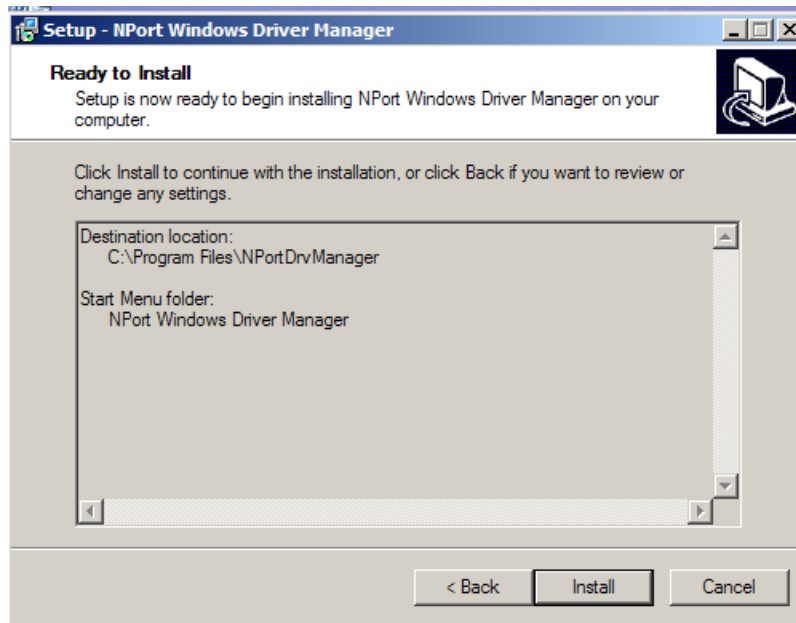 Setup - NPort Windows Driver Manager
Ready to Install
Setup is now ready to begin installing NPort Windows Driver Manager on your
computer.
Click Install to continue with the installation, or click Back if you want to review or
change any settings.
Destination location:
C:\Program Files\NPortDrvManager
Start Menu folder:
NPort Windows Driver Manager
< Back
Install
Cancel